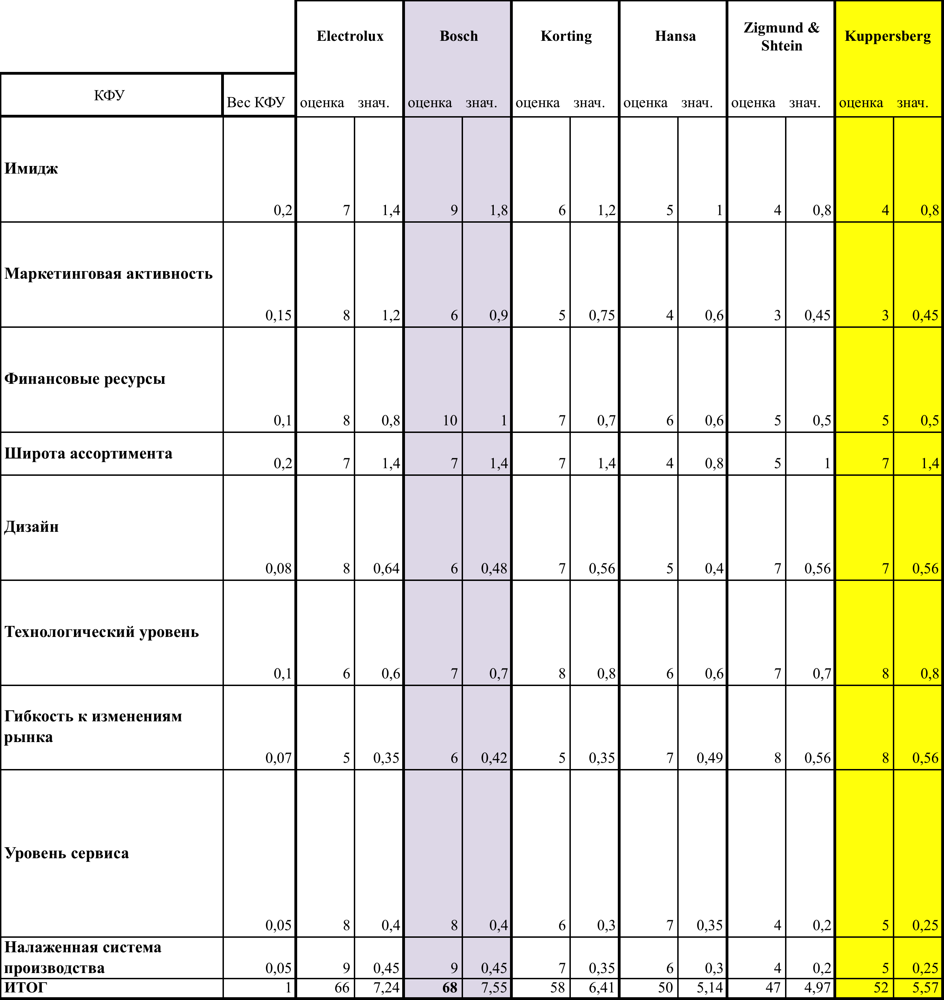 Electrolux Bosch Korting Hansa Zigmund & Shtein Kuppersberg
КФУ Вес КФУ оценка знач. оценка знач. оценка знач. оценка знач. оценка знач. оценка знач.
Имидж 0,2 7 1,4 9 1,8 6 1,2 5 1 4 0,8 4 0,8
Маркетинговая активность 0,15 8 1,2 6 0,9 5 0,75 4 0,6 3 0,45 3 0,45
Финансовые ресурсы 0,1 8 0,8 10 1 7 0,7 6 0,6 5 0,5 5 0,5
Широта ассортимента 0,2 7 1,4 7 1,4 7 1,4 4 0,8 5 1 7 1,4
Дизайн 0,08 8 0,64 6 0,48 7 0,56 5 0,4 7 0,56 7 0,56
Технологический уровень 0,1 6 0,6 7 0,7 8 0,8 6 0,6 7 0,7 8 0,8
Гибкость к изменениям
рынка 0,07 5 0,35 6 0,42 5 0,35 7 0,49 8 0,56 8 0,56
Уровень сервиса 0,05 8 0,4 8 0,4 6 0,3 7 0,35 4 0,2 5 0,25
Налаженная система
производства 0,05 9 0,45 9 0,45 7 0,35 6 0,3 4 0,2 5 0,25
ИТОГ 1 66 7,24 68 7,55 58 6,41 50 5,14 47 4,97 52 5,57